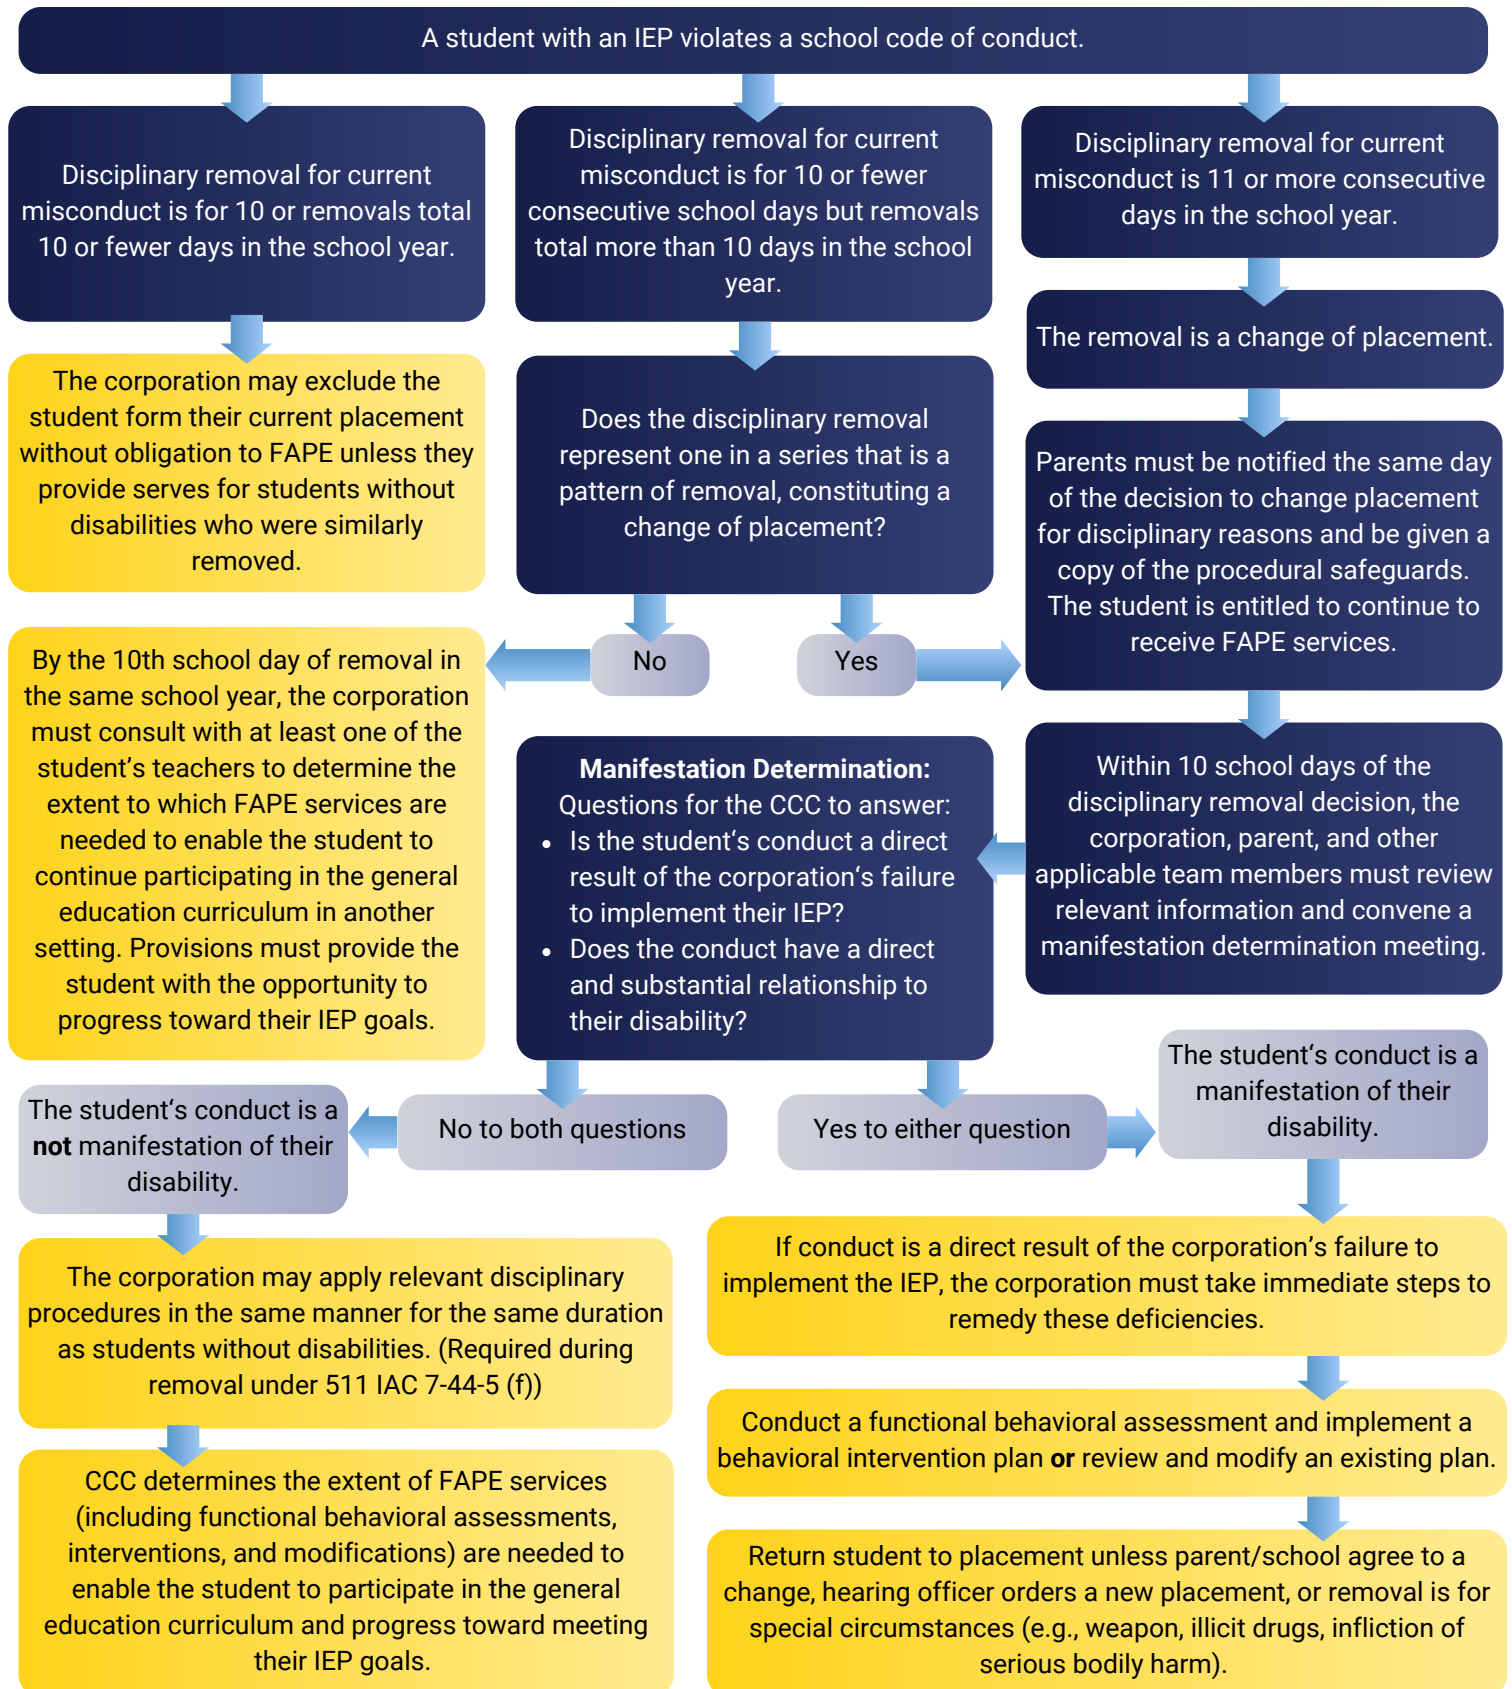 A student with an IEP violates a school code of conduct.
Disciplinary removal for current
misconduct is for 10 or removals total
10 or fewer days in the school year.
Disciplinary removal for current
misconduct is for 10 or fewer
consecutive school days but removals
total more than 10 days in the school
year.
Disciplinary removal for current
misconduct is 11 or more consecutive
days in the school year.
The removal is a change of placement.
The corporation may exclude the
student form their current placement
without obligation to FAPE unless they
provide serves for students without
disabilities who were similarly
removed.
Does the disciplinary removal
represent one in a series that is a
pattern of removal, constituting a
change of placement?
Parents must be notified the same day
of the decision to change placement
for disciplinary reasons and be given a
copy of the procedural safeguards.
The student is entitled to continue to
receive FAPE services.
No
Yes
By the 10th school day of removal in
the same school year, the corporation
must consult with at least one of the
student’s teachers to determine the
extent to which FAPE services are
needed to enable the student to
continue participating in the general
education curriculum in another
setting. Provisions must provide the
student with the opportunity to
progress toward their IEP goals.
Within 10 school days of the
disciplinary removal decision, the
corporation, parent, and other
applicable team members must review
relevant information and convene a
manifestation determination meeting.
Manifestation Determination:
Questions for the CCC to answer:
• Is the student‘s conduct a direct
result of the corporation‘s failure
to implement their IEP?
• Does the conduct have a direct
and substantial relationship to
their disability?
No to both questions
Yes to either question
The student‘s conduct is a
not manifestation of their
disability.
The student‘s conduct is a
manifestation of their
disability.
The corporation may apply relevant disciplinary
procedures in the same manner for the same duration
as students without disabilities. (Required during
removal under 511 IAC 7-44-5 (f))
CCC determines the extent of FAPE services
(including functional behavioral assessments,
interventions, and modifications) are needed to
enable the student to participate in the general
education curriculum and progress toward meeting
their IEP goals.
If conduct is a direct result of the corporation’s failure to
implement the IEP, the corporation must take immediate steps to
remedy these deficiencies.
Conduct a functional behavioral assessment and implement a
behavioral intervention plan or review and modify an existing plan.
Return student to placement unless parent/school agree to a
change, hearing officer orders a new placement, or removal is for
special circumstances (e.g., weapon, illicit drugs, infliction of
serious bodily harm).